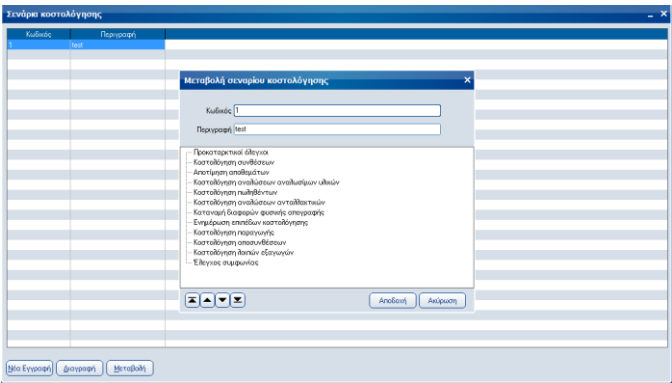 Σενάρια κοστολόγησης
Κωδικός Περιγραφή
1 test
Μεταβολή σεναρίου κοστολόγησης
Κωδικός 1
Περιγραφή test
Προκαταρκτικοί έλεγχοι
Κοστολόγηση συνθέσεων
Αποτίμηση αποθεμάτων
Κοστολόγηση αναλώσεων αναλωσίμων υλικών
Κοστολόγηση πωληθέντων
Κοστολόγηση αναλώσεων ανταλλακτικών
Κατανομή διαφορών φυσικής απογραφής
Ενημέρωση επιπέδων κοστολόγησης
Κοστολόγηση παραγωγής
Κοστολόγηση αποσυνθέσεων
Κοστολόγηση λοιπών εξαγωγών
Έλεγχος συμφωνίας
Αποδοχή Ακύρωση
Νέα Εγγραφή Διαγραφή Μεταβολή